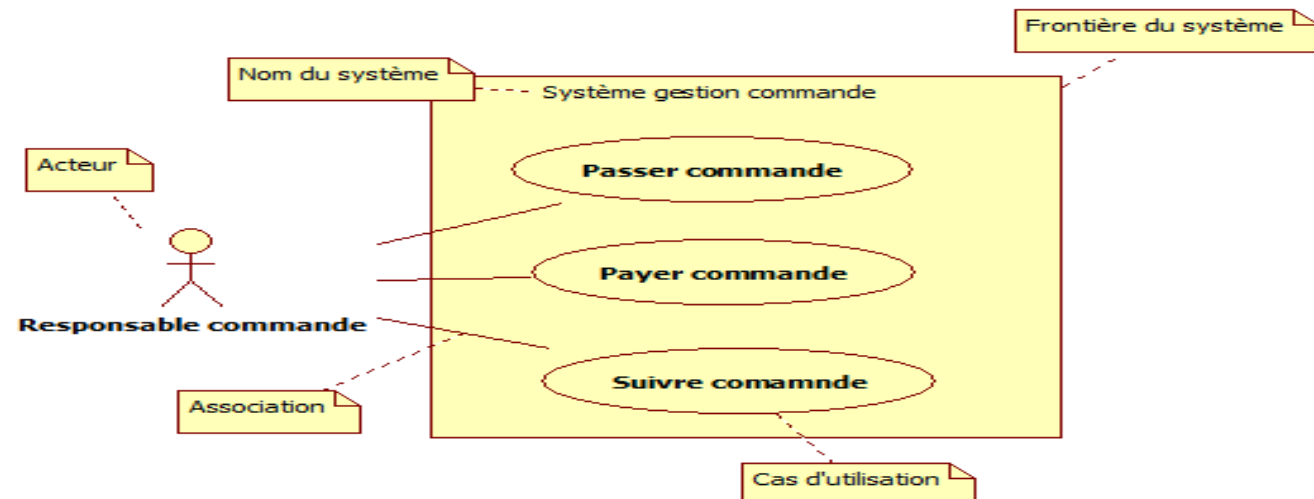 Frontière du système
Nom du système
Système gestion commande
Acteur
Passer commande
Payer commande
Responsable commande
Suivre comamnde
Association
Cas d'utilisation